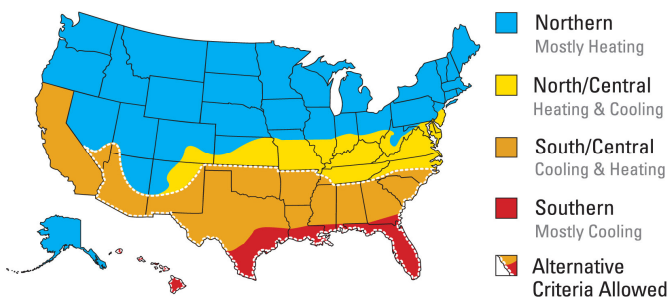 Northern
Mostly Heating
North/Central
Heating & Cooling
South/Central
Cooling & Heating
Southern
Mostly Cooling
Alternative
Criteria Allowed